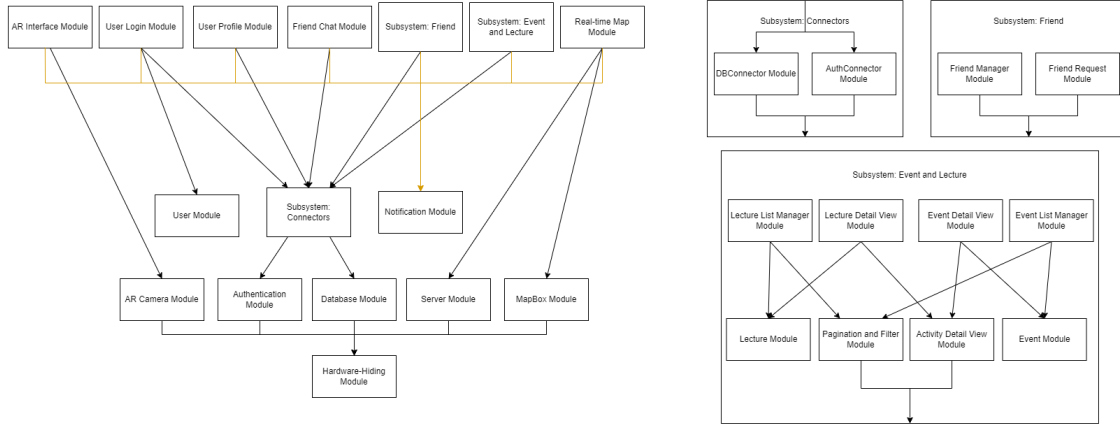 AR Interface Module
User Login Module
User Profile Module
Friend Chat Module
Subsystem: Friend
Subsystem: Event
and Lecture
Real-time Map
Module
User Module
Subsystem:
Connectors
Notification Module
AR Camera Module
Authentication
Module
Database Module
Server Module
MapBox Module
Hardware-Hiding
Module
Subsystem: Connectors
DBConnector Module
AuthConnector
Module
Subsystem: Friend
Friend Manager
Module
Friend Request
Module
Subsystem: Event and Lecture
Lecture List Manager
Module
Lecture Detail View
Module
Event Detail View
Module
Event List Manager
Module
Lecture Module
Pagination and Filter
Module
Activity Detail View
Module
Event Module